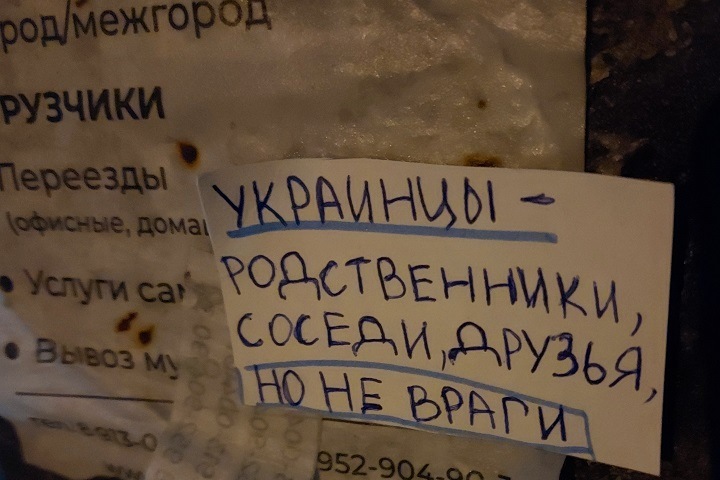 род/межгород
рузчики
Переезды
(офисные, дома
• Услуги са
• Вывоз му
УКРАИНЦЫ -
РОДСТВЕННИКИ,
СОСЕДИ, ДРУЗЬЯ,
НО НЕ ВРАГИ
952-904-90